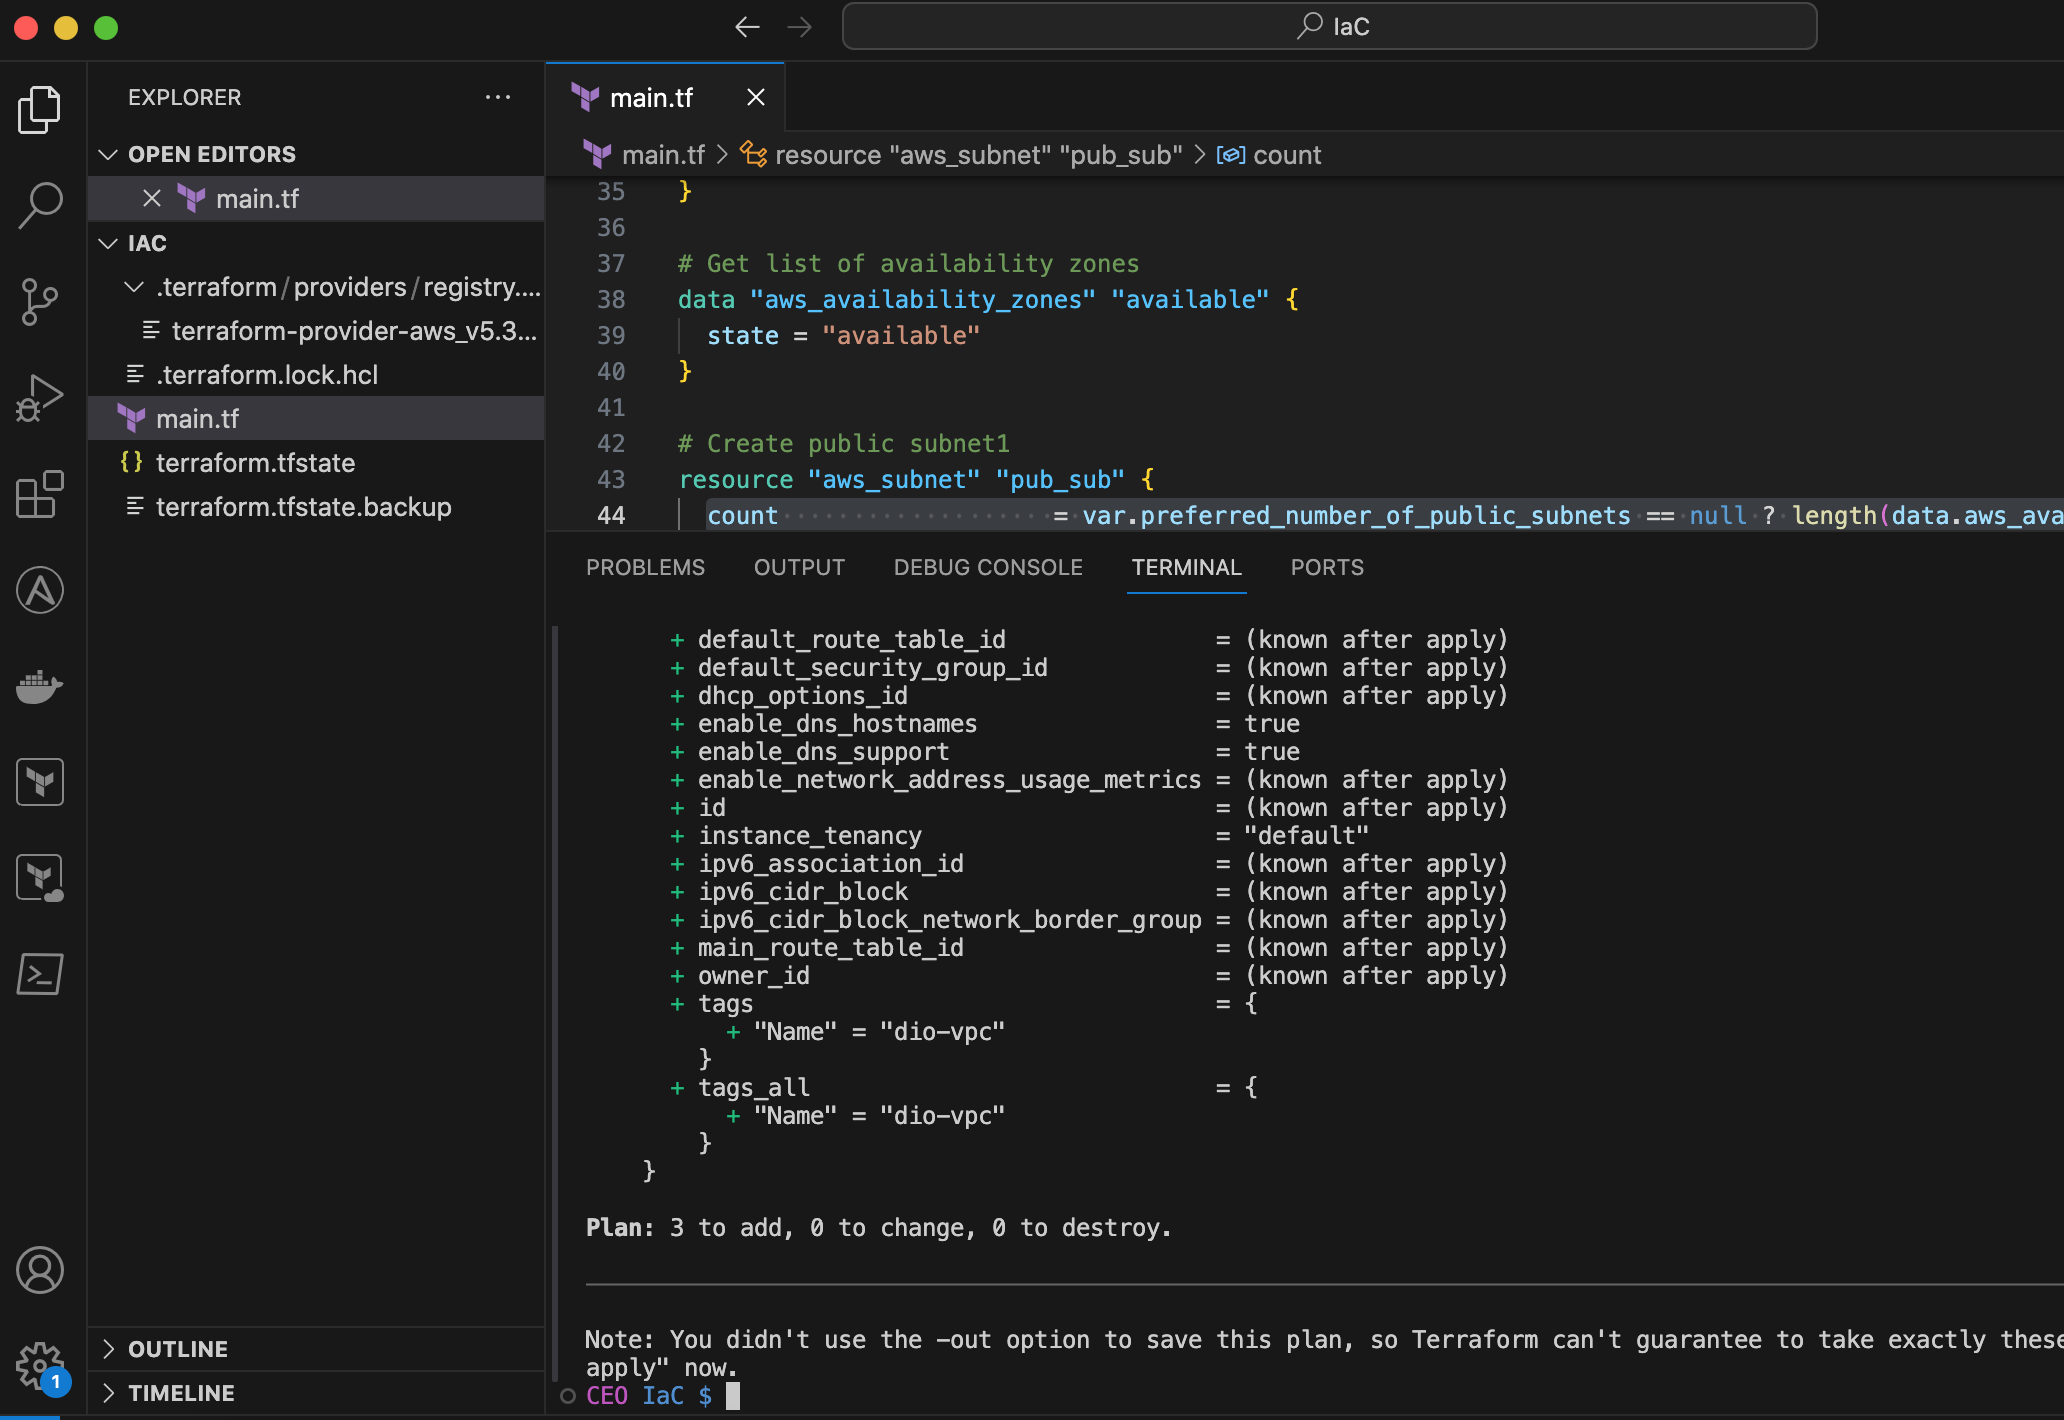 IaC
EXPLORER
OPEN EDITORS
main.tf
IAC
.terraform/providers/registry....
terraform-provider-aws_v5.3...
.terraform.lock.hcl
main.tf
terraform.tfstate
terraform.tfstate.backup
OUTLINE
TIMELINE
1
main.tf
main.tf > resource "aws_subnet" "pub_sub" > count
35 }
36
37 # Get list of availability zones
38 data "aws_availability_zones" "available" {
39 state = "available"
40 }
41
42 # Create public subnet1
43 resource "aws_subnet" "pub_sub" {
44 count = var.preferred_number_of_public_subnets == null ? length(data.aws_ava
PROBLEMS OUTPUT DEBUG CONSOLE TERMINAL PORTS
+ default_route_table_id = (known after apply)
+ default_security_group_id = (known after apply)
+ dhcp_options_id = (known after apply)
+ enable_dns_hostnames = true
+ enable_dns_support = true
+ enable_network_address_usage_metrics = (known after apply)
+ id = (known after apply)
+ instance_tenancy = "default"
+ ipv6_association_id = (known after apply)
+ ipv6_cidr_block = (known after apply)
+ ipv6_cidr_block_network_border_group = (known after apply)
+ main_route_table_id = (known after apply)
+ owner_id = (known after apply)
+ tags = {
+ "Name" = "dio-vpc"
}
+ tags_all = {
+ "Name" = "dio-vpc"
}
}
Plan: 3 to add, 0 to change, 0 to destroy.
Note: You didn't use the -out option to save this plan, so Terraform can't guarantee to take exactly these
apply" now.
CEO IaC $